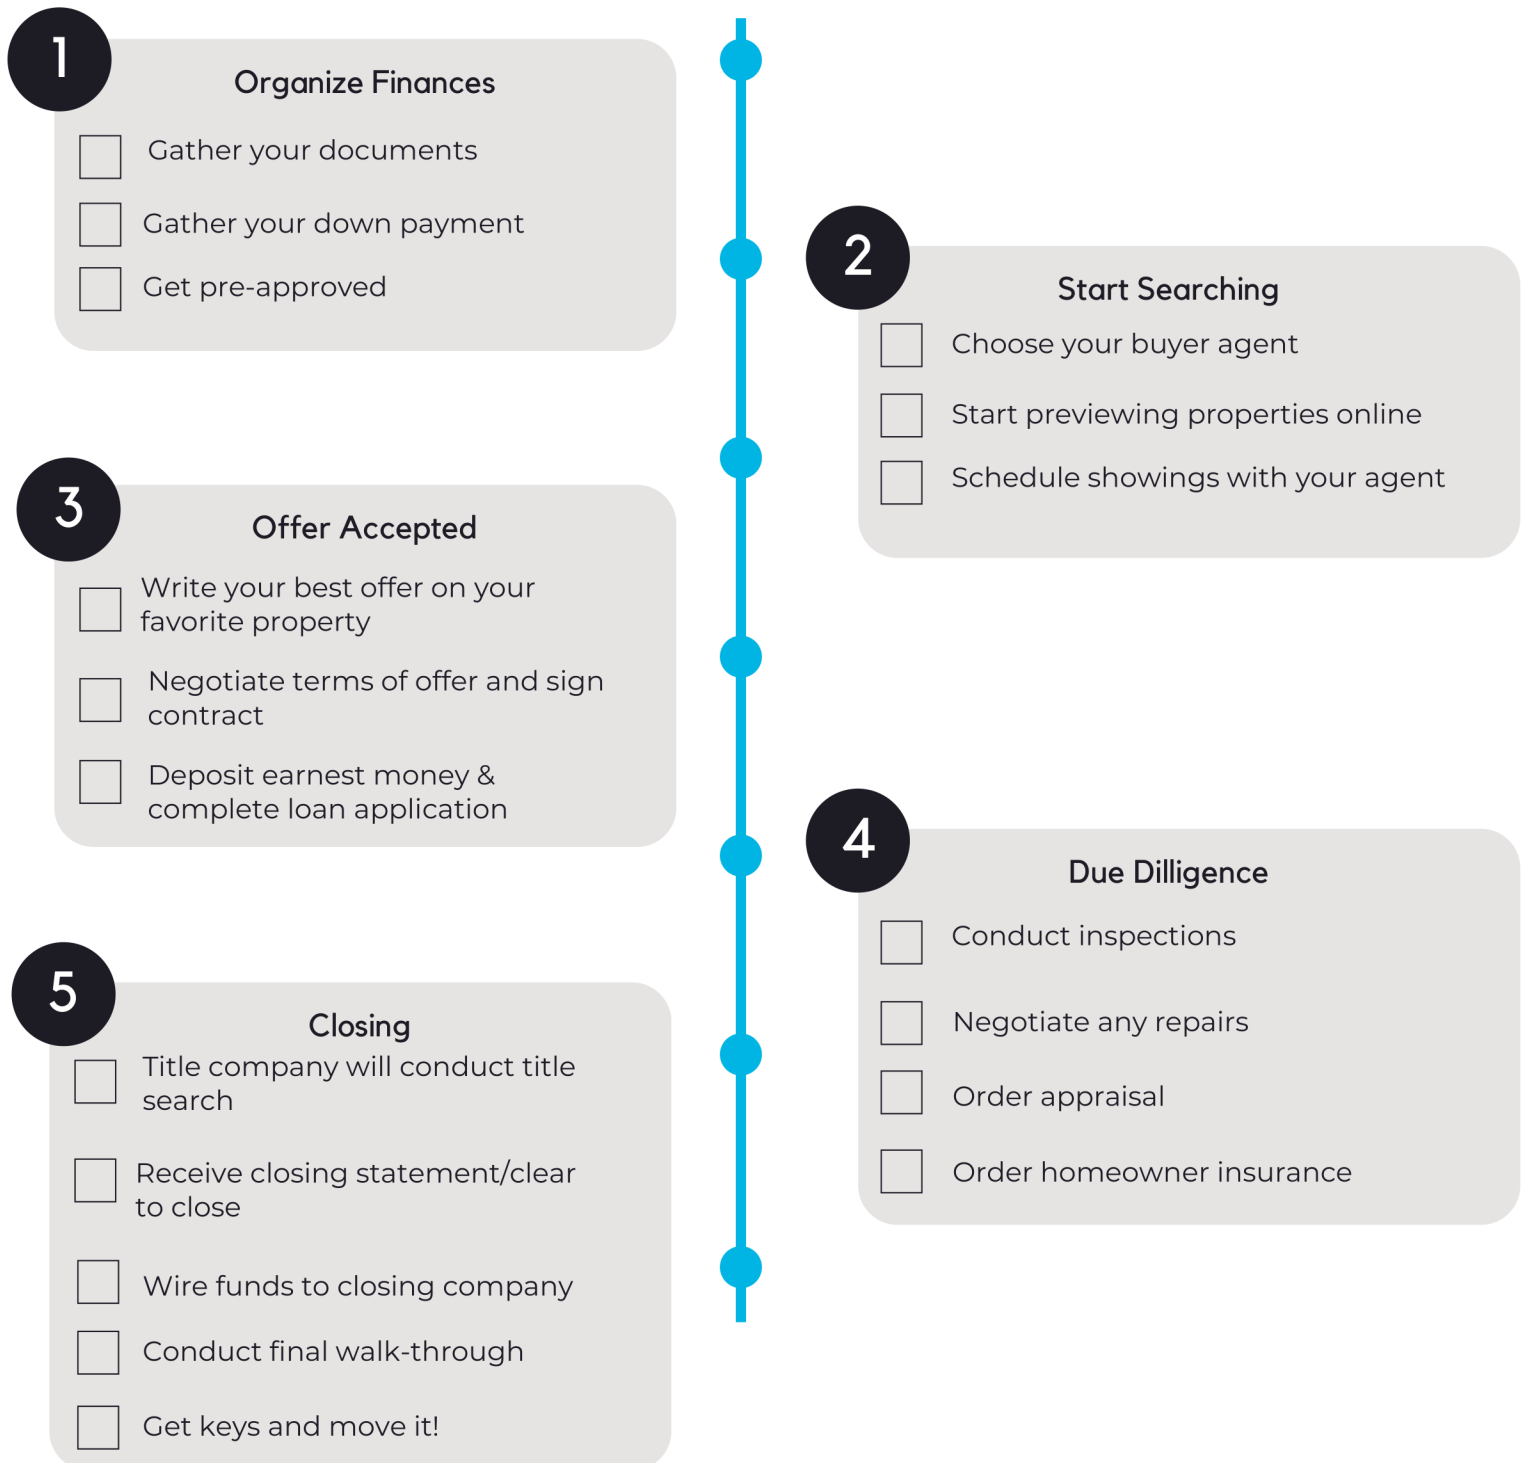 1
Organize Finances
Gather your documents
Gather your down payment
Get pre-approved
2
Start Searching
Choose your buyer agent
Start previewing properties online
Schedule showings with your agent
3
Offer Accepted
Write your best offer on your
favorite property
Negotiate terms of offer and sign
contract
Deposit earnest money &
complete loan application
4
Due Dilligence
Conduct inspections
Negotiate any repairs
Order appraisal
Order homeowner insurance
5
Closing
Title company will conduct title
search
Receive closing statement/clear
to close
Wire funds to closing company
Conduct final walk-through
Get keys and move it!